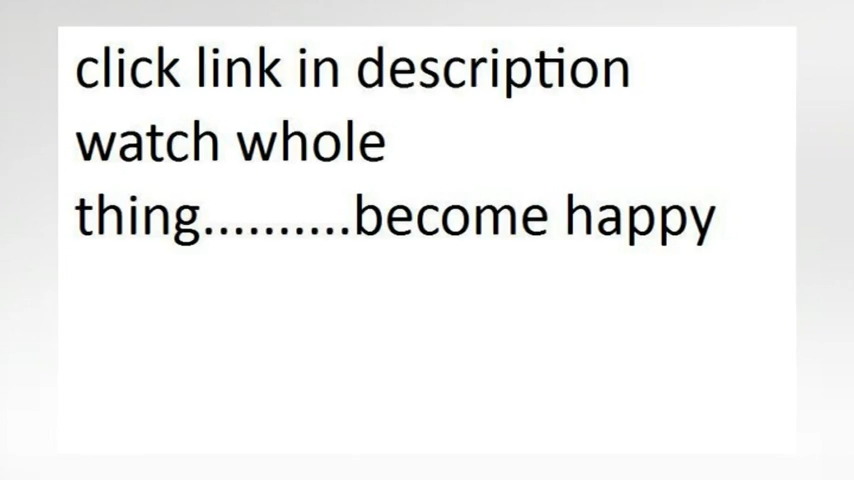 click link in description
watch whole
thing..........become happy